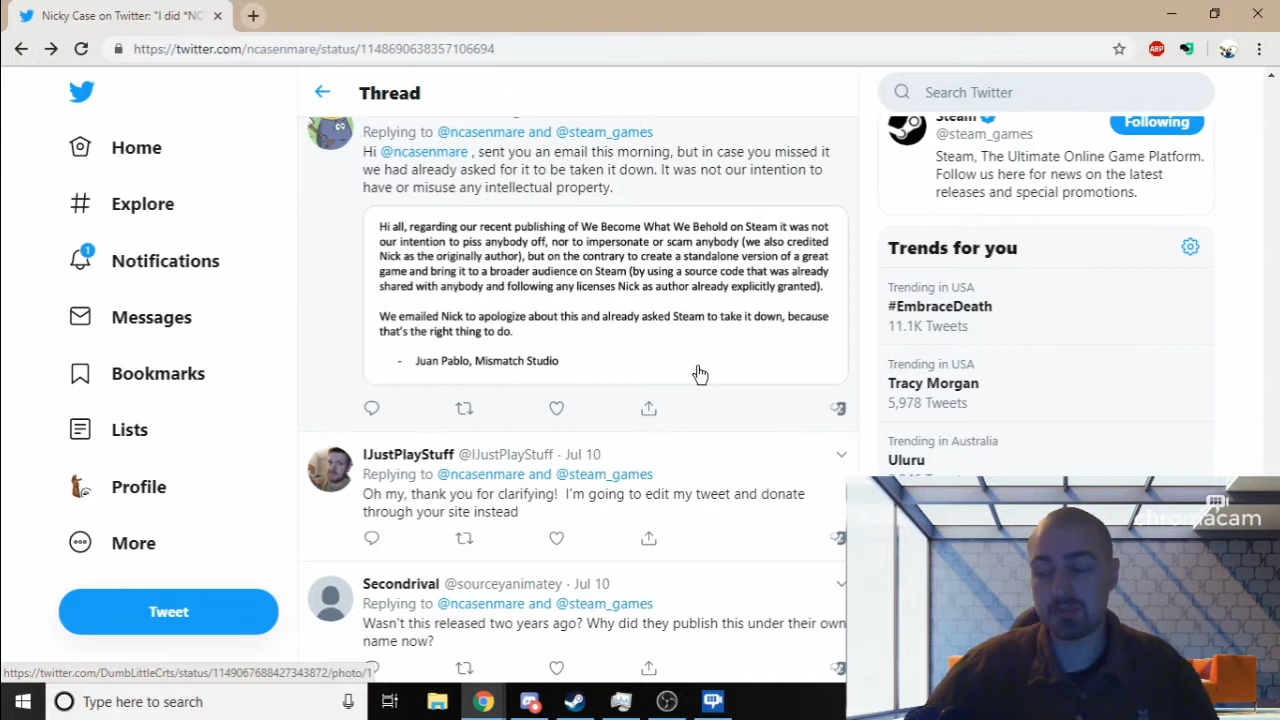 Nicky Case on Twitter: "I did *NO
https://twitter.com/ncasenmare/status/1148690638357106694
ABP
Home
Explore
1
Notifications
Messages
Bookmarks
Lists
Profile
More
Tweet
Thread
Replying to @ncasenmare and @steam_games
Hi @ncasenmare , sent you an email this morning, but in case you missed it
we had already asked for it to be taken it down. It was not our intention to
have or misuse any intellectual property.
Hi all, regarding our recent publishing of We Become What We Behold on Steam it was not
our intention to piss anybody off, nor to impersonate or scam anybody (we also credited
Nick as the originally author), but on the contrary to create a standalone version of a great
game and bring it to a broader audience on Steam (by using a source code that was already
shared with anybody and following any licenses Nick as author already explicitly granted).
We emailed Nick to apologize about this and already asked Steam to take it down, because
that's the right thing to do.
- Juan Pablo, Mismatch Studio
IJustPlayStuff @IJustPlayStuff · Jul 10
Replying to @ncasenmare and @steam_games
Oh my, thank you for clarifying! I'm going to edit my tweet and donate
through your site instead
Secondrival @sourceyanimatey · Jul 10
Replying to @ncasenmare and @steam_games
Wasn't this released two years ago? Why did they publish this under their own
name now?
Search Twitter
Steam
@steam_games
Following
Steam, The Ultimate Online Game Platform.
Follow us here for news on the latest
releases and special promotions.
Trends for you
Trending in USA
#EmbraceDeath
11.1K Tweets
Trending in USA
Tracy Morgan
5,978 Tweets
Trending in Australia
Uluru
chromacam
https://twitter.com/DumbLittleCrts/status/1149067688427343872/photo/1
Type here to search